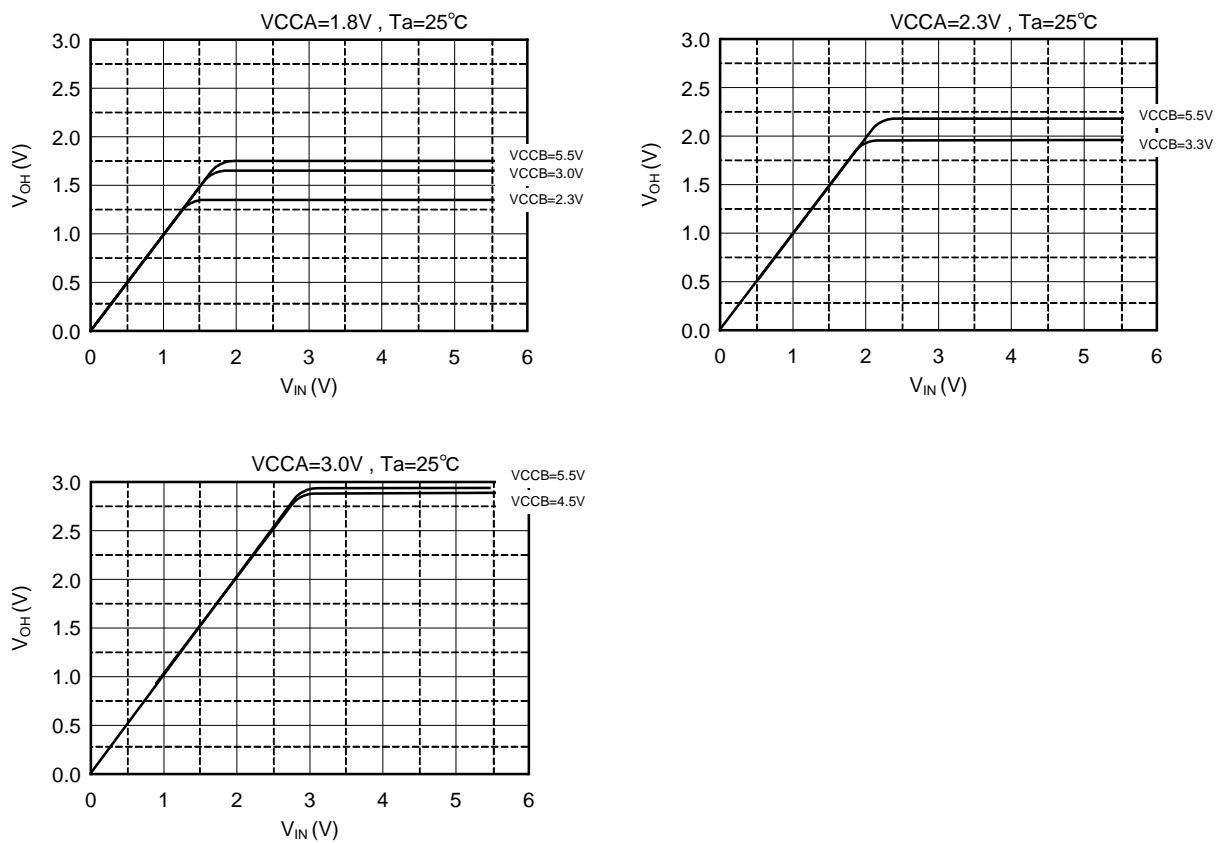 VCCA=1.8V , Ta=25℃
3.0
2.5
2.0
1.5
1.0
0.5
0.0
VOH (V)
VCCB=5.5V
VCCB=3.0V
VCCB=2.3V
0 1 2 3 4 5 6
VIN (V)
VCCA=2.3V , Ta=25℃
3.0
2.5
2.0
1.5
1.0
0.5
0.0
VOH (V)
VCCB=5.5V
VCCB=3.3V
0 1 2 3 4 5 6
VIN (V)
VCCA=3.0V , Ta=25℃
3.0
2.5
2.0
1.5
1.0
0.5
0.0
VOH (V)
VCCB=5.5V
VCCB=4.5V
0 1 2 3 4 5 6
VIN (V)